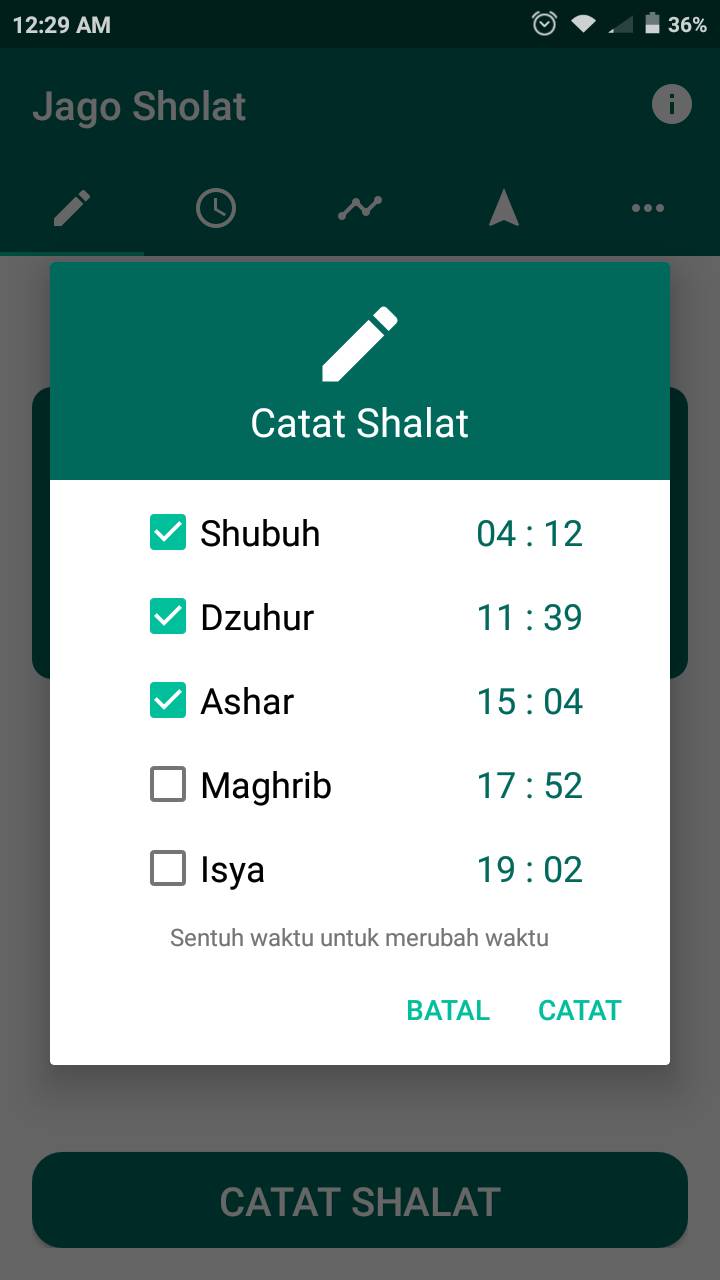 12:29 AM 36%
Jago Sholat
Catat Shalat
Shubuh 04 : 12
Dzuhur 11 : 39
Ashar 15 : 04
Maghrib 17 : 52
Isya 19 : 02
Sentuh waktu untuk merubah waktu
BATAL CATAT
CATAT SHALAT